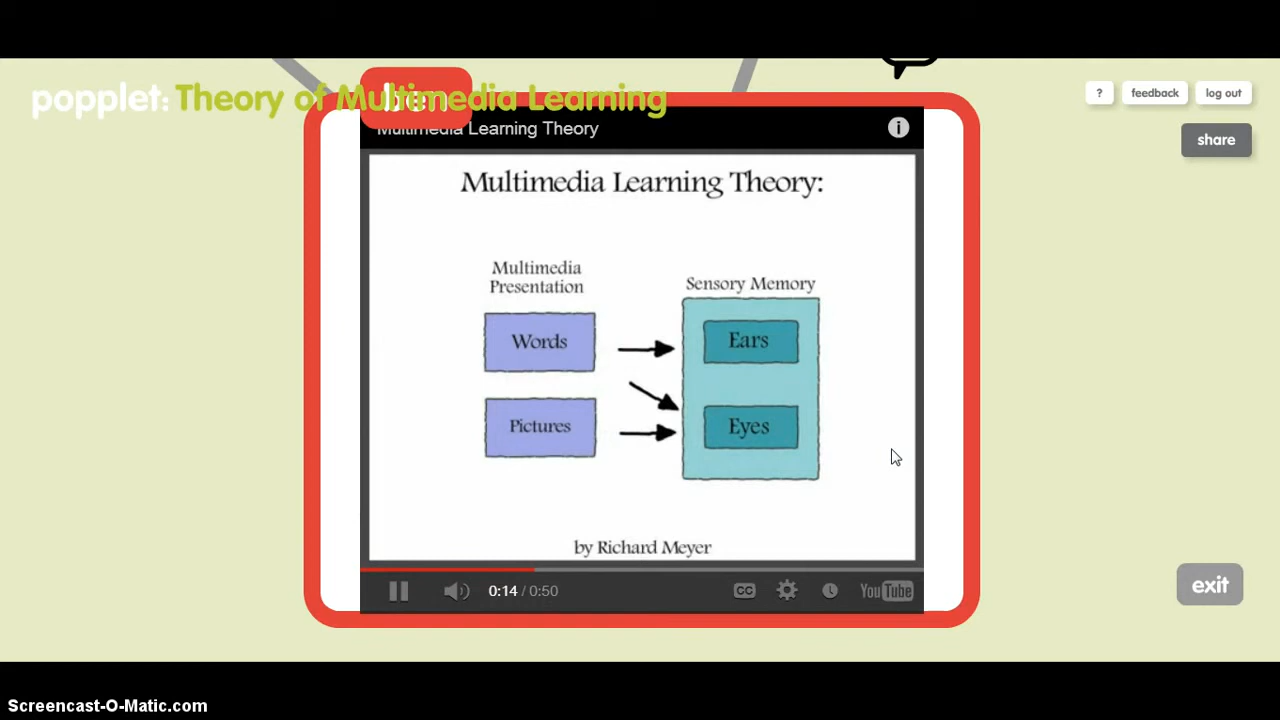 popplet: Theory of Multimedia Learning
? feedback log out
share
Multimedia Learning Theory
i
Multimedia Learning Theory:
Multimedia
Presentation
Sensory Memory
Words
Ears
Pictures
Eyes
by Richard Meyer
0:14 / 0:50
CC
YouTube
exit
Screencast-O-Matic.com